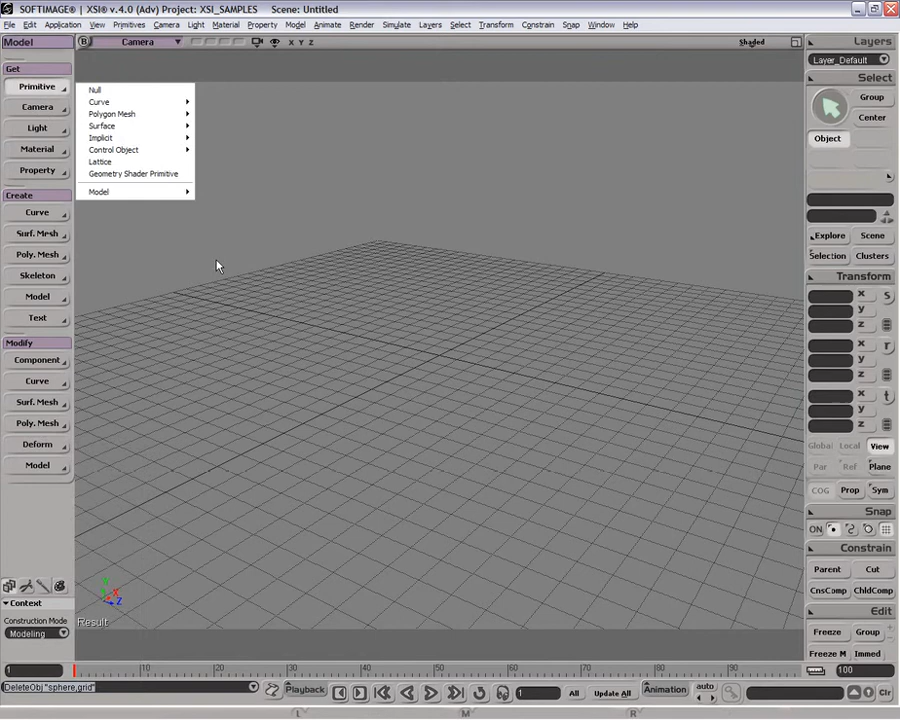 SOFTIMAGE® | XSI® v.4.0 (Adv) Project: XSI_SAMPLES Scene: Untitled
File Edit Application Primitives Camera Light Material Property Model Animate Render Simulate Layers Select Transform Constrain Snap Window Help
Model
B Camera
X Y Z
Shaded
Get
Primitive
Camera
Light
Material
Property
Create
Curve
Surf. Mesh
Poly. Mesh
Skeleton
Model
Text
Modify
Component
Curve
Surf. Mesh
Poly. Mesh
Deform
Model
Context
Construction Mode
Modeling
Null
Curve
Polygon Mesh
Surface
Implicit
Control Object
Lattice
Geometry Shader Primitive
Model
Y
X
Z
Result
Layers
Layer_Default
Select
Group
Center
Object
Explore Scene
Selection Clusters
Transform
x s
y
z
x r
y
z
x t
y
z
Global Local View
Par Ref Plane
COG Prop Sym
Snap
ON
Constrain
Parent Cut
CnsComp ChldComp
Edit
Freeze Group
Freeze M Immed
1 10 20 30 40 50 60 70 80 90 100
DeleteObj "sphere,grid"
Playback 1 All Update All Animation auto Clr
L M R